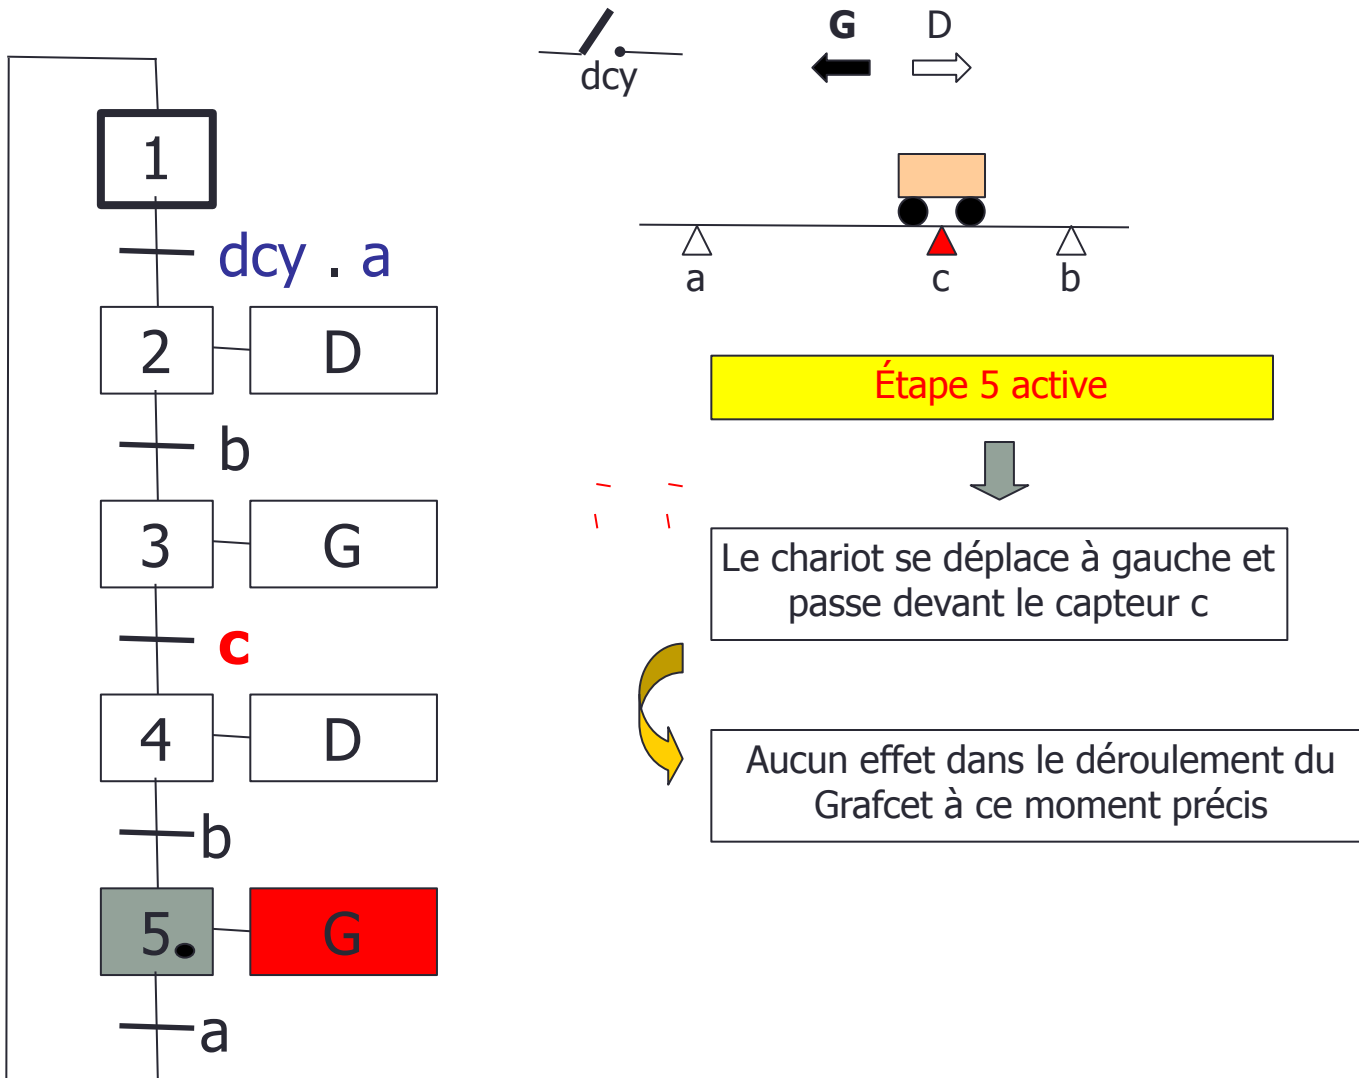 G D
dcy
1
dcy . a
2 D
b
3 G
c
4 D
b
5 G
a
a c b
Étape 5 active
Le chariot se déplace à gauche et
passe devant le capteur c
Aucun effet dans le déroulement du
Grafcet à ce moment précis